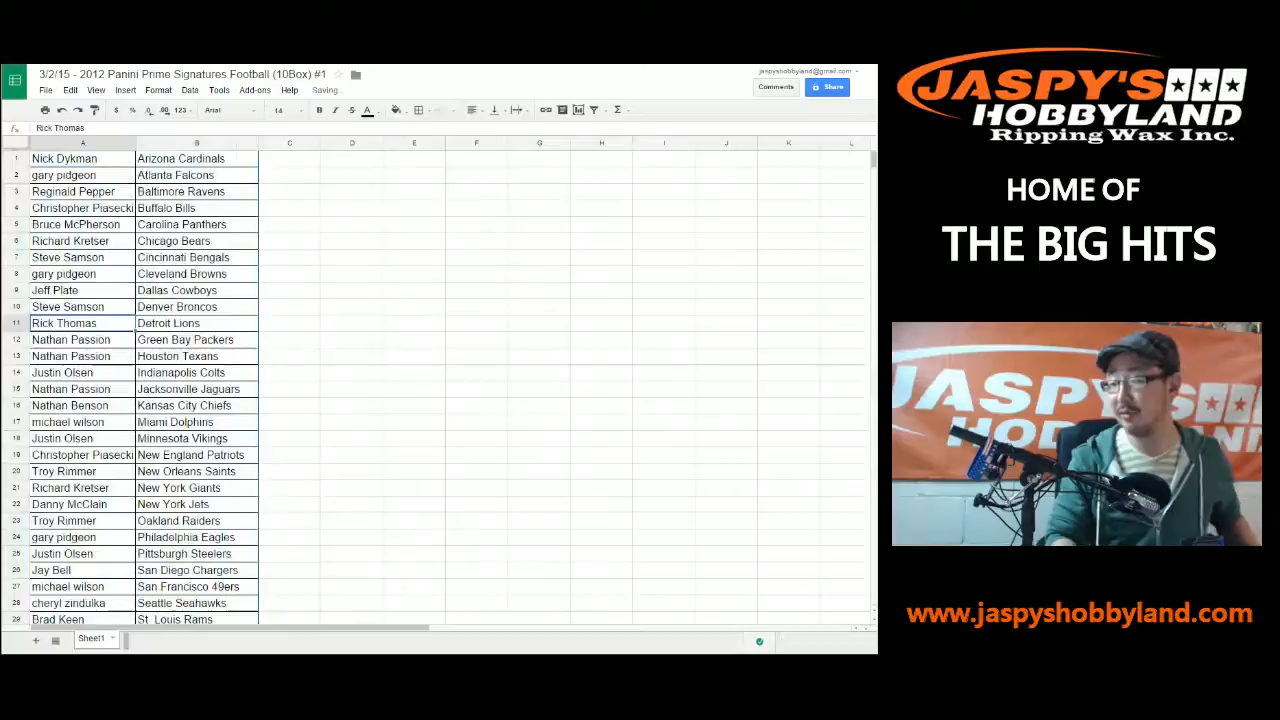 3/2/15 - 2012 Panini Prime Signatures Football (10Box) #1
jaspyshobbyland@gmail.com
File Edit View Insert Format Data Tools Add-ons Help Saving...
Comments
Share
$ % .0 .00 123 Arial 14 B I S A Σ
fx Rick Thomas
A B C D E F G H I J K L
1 Nick Dykman Arizona Cardinals
2 gary pidgeon Atlanta Falcons
3 Reginald Pepper Baltimore Ravens
4 Christopher Piasecki Buffalo Bills
5 Bruce McPherson Carolina Panthers
6 Richard Kretser Chicago Bears
7 Steve Samson Cincinnati Bengals
8 gary pidgeon Cleveland Browns
9 Jeff Plate Dallas Cowboys
10 Steve Samson Denver Broncos
11 Rick Thomas Detroit Lions
12 Nathan Passion Green Bay Packers
13 Nathan Passion Houston Texans
14 Justin Olsen Indianapolis Colts
15 Nathan Passion Jacksonville Jaguars
16 Nathan Benson Kansas City Chiefs
17 michael wilson Miami Dolphins
18 Justin Olsen Minnesota Vikings
19 Christopher Piasecki New England Patriots
20 Troy Rimmer New Orleans Saints
21 Richard Kretser New York Giants
22 Danny McClain New York Jets
23 Troy Rimmer Oakland Raiders
24 gary pidgeon Philadelphia Eagles
25 Justin Olsen Pittsburgh Steelers
26 Jay Bell San Diego Chargers
27 michael wilson San Francisco 49ers
28 cheryl zindulka Seattle Seahawks
29 Brad Keen St. Louis Rams
Sheet1
JASPY'S
HOBBYLAND
Ripping Wax Inc.
HOME OF
THE BIG HITS
JASPY'S
www.jaspyshobbyland.com